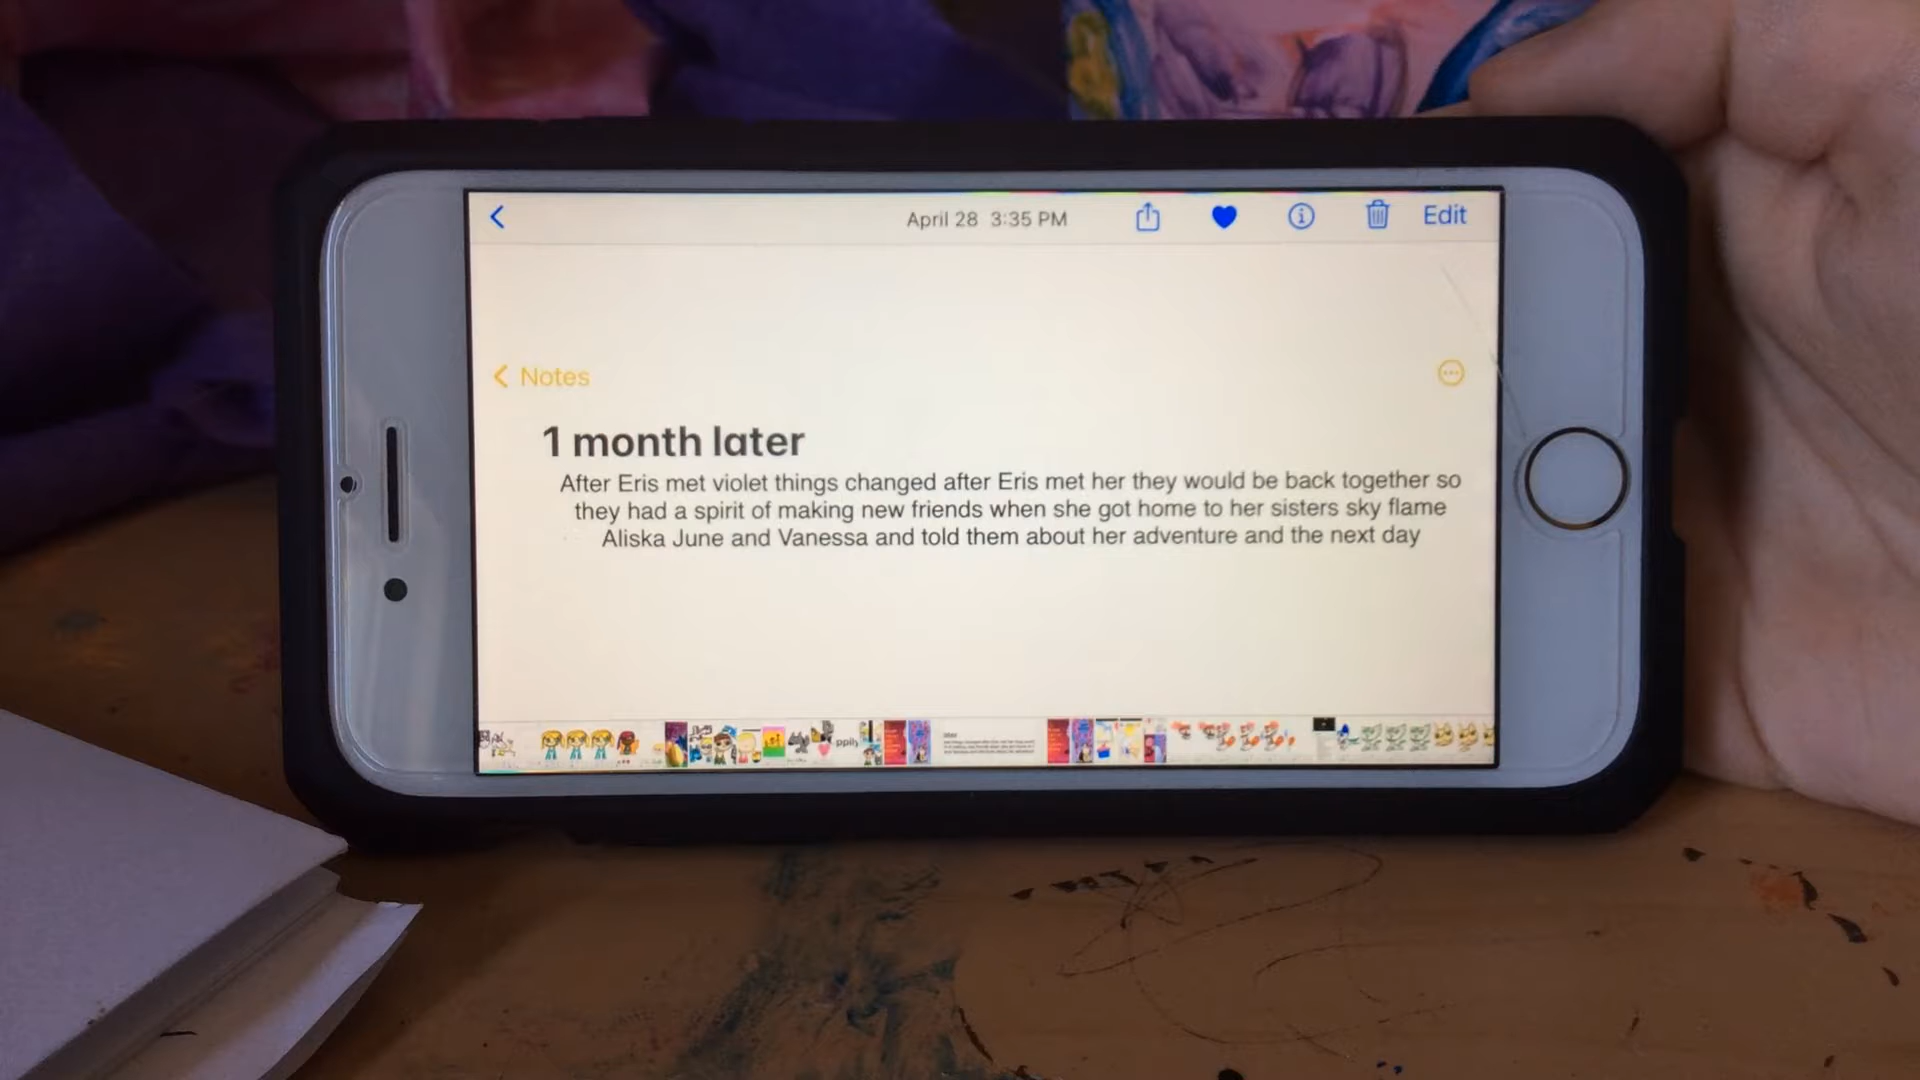 April 28 3:35 PM
Edit
Notes
1 month later
After Eris met violet things changed after Eris met her they would be back together so
they had a spirit of making new friends when she got home to her sisters sky flame
Aliska June and Vanessa and told them about her adventure and the next day
ppily